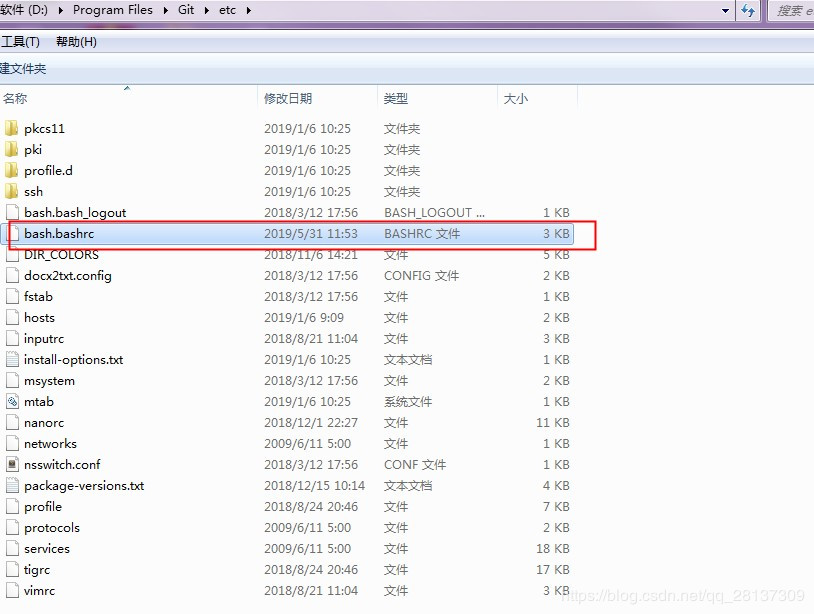 软件 (D:) ▸ Program Files ▸ Git ▸ etc ▸ 搜索 e
工具(T) 帮助(H)
建文件夹
名称 修改日期 类型 大小
pkcs11 2019/1/6 10:25 文件夹
pki 2019/1/6 10:25 文件夹
profile.d 2019/1/6 10:25 文件夹
ssh 2019/1/6 10:25 文件夹
bash.bash_logout 2018/3/12 17:56 BASH_LOGOUT ... 1 KB
bash.bashrc 2019/5/31 11:53 BASHRC 文件 3 KB
DIR_COLORS 2018/11/6 14:21 文件 5 KB
docx2txt.config 2018/3/12 17:56 CONFIG 文件 1 KB
fstab 2018/3/12 17:56 文件 1 KB
hosts 2019/1/6 9:09 文件 2 KB
inputrc 2018/8/21 11:04 文件 3 KB
install-options.txt 2019/1/6 10:25 文本文档 1 KB
msystem 2018/3/12 17:56 文件 2 KB
mtab 2019/1/6 10:25 系统文件 2 KB
nanorc 2018/12/1 22:27 文件 11 KB
networks 2009/6/11 5:00 文件 1 KB
nsswitch.conf 2018/3/12 17:56 CONF 文件 1 KB
package-versions.txt 2018/12/15 10:14 文本文档 4 KB
profile 2018/8/24 20:46 文件 7 KB
protocols 2009/6/11 5:00 文件 2 KB
services 2009/6/11 5:00 文件 18 KB
tigrc 2018/8/24 20:46 文件 17 KB
vimrc 2018/8/21 11:04 文件 3 KB
https://blog.csdn.net/qq_28137309